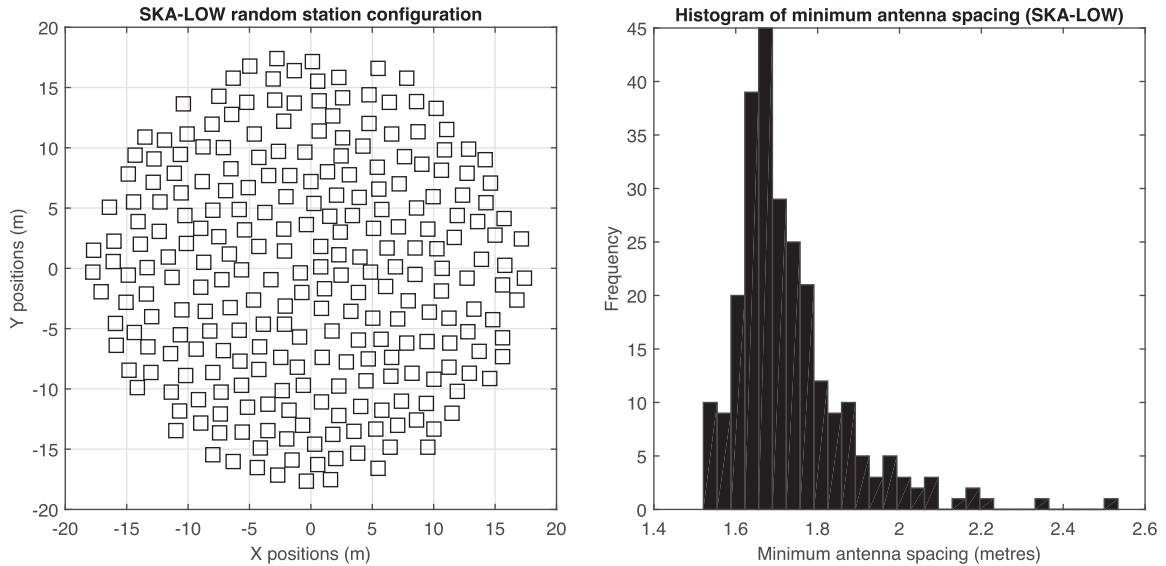 SKA-LOW random station configuration
20
15
10
5
0
-5
-10
-15
-20
-20 -15 -10 -5 0 5 10 15 20
X positions (m)
Y positions (m)
Histogram of minimum antenna spacing (SKA-LOW)
45
40
35
30
25
20
15
10
5
0
1.4 1.6 1.8 2 2.2 2.4 2.6
Minimum antenna spacing (metres)
Frequency